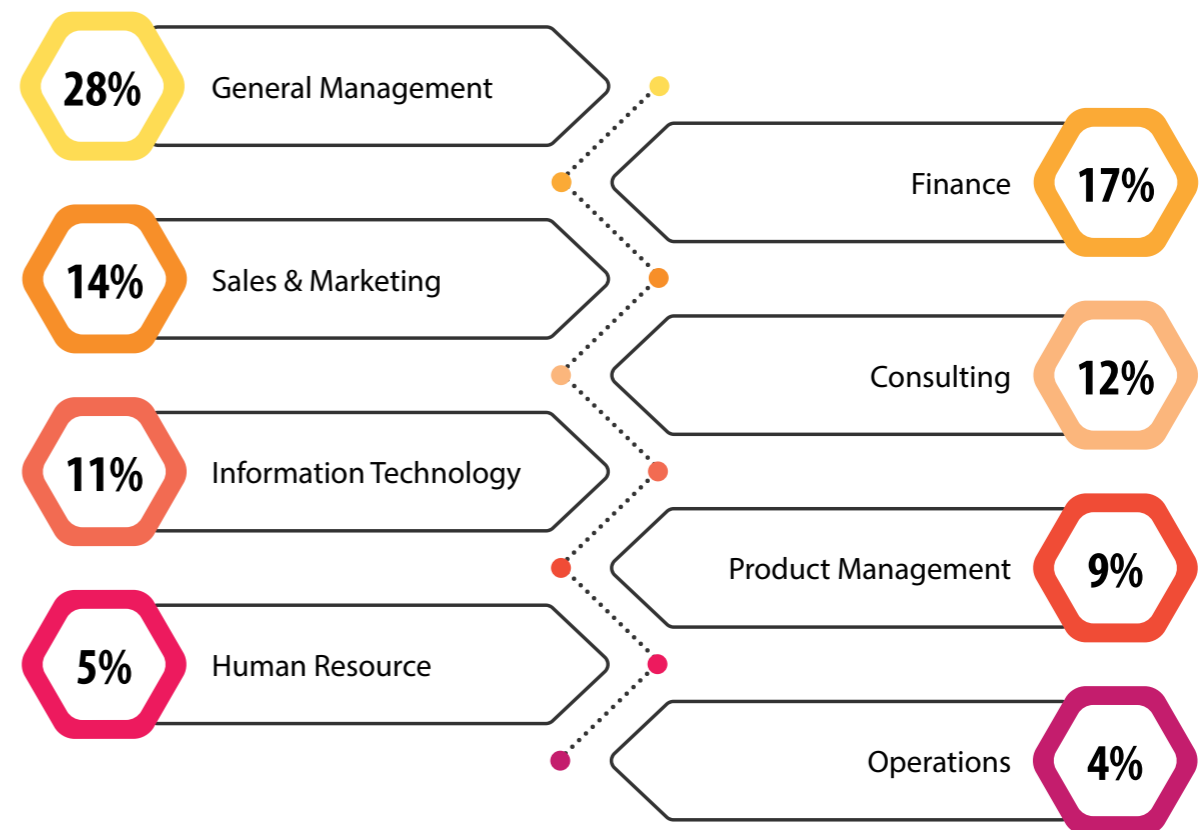 28%
General Management
Finance
17%
14%
Sales & Marketing
Consulting
12%
11%
Information Technology
Product Management
9%
5%
Human Resource
Operations
4%